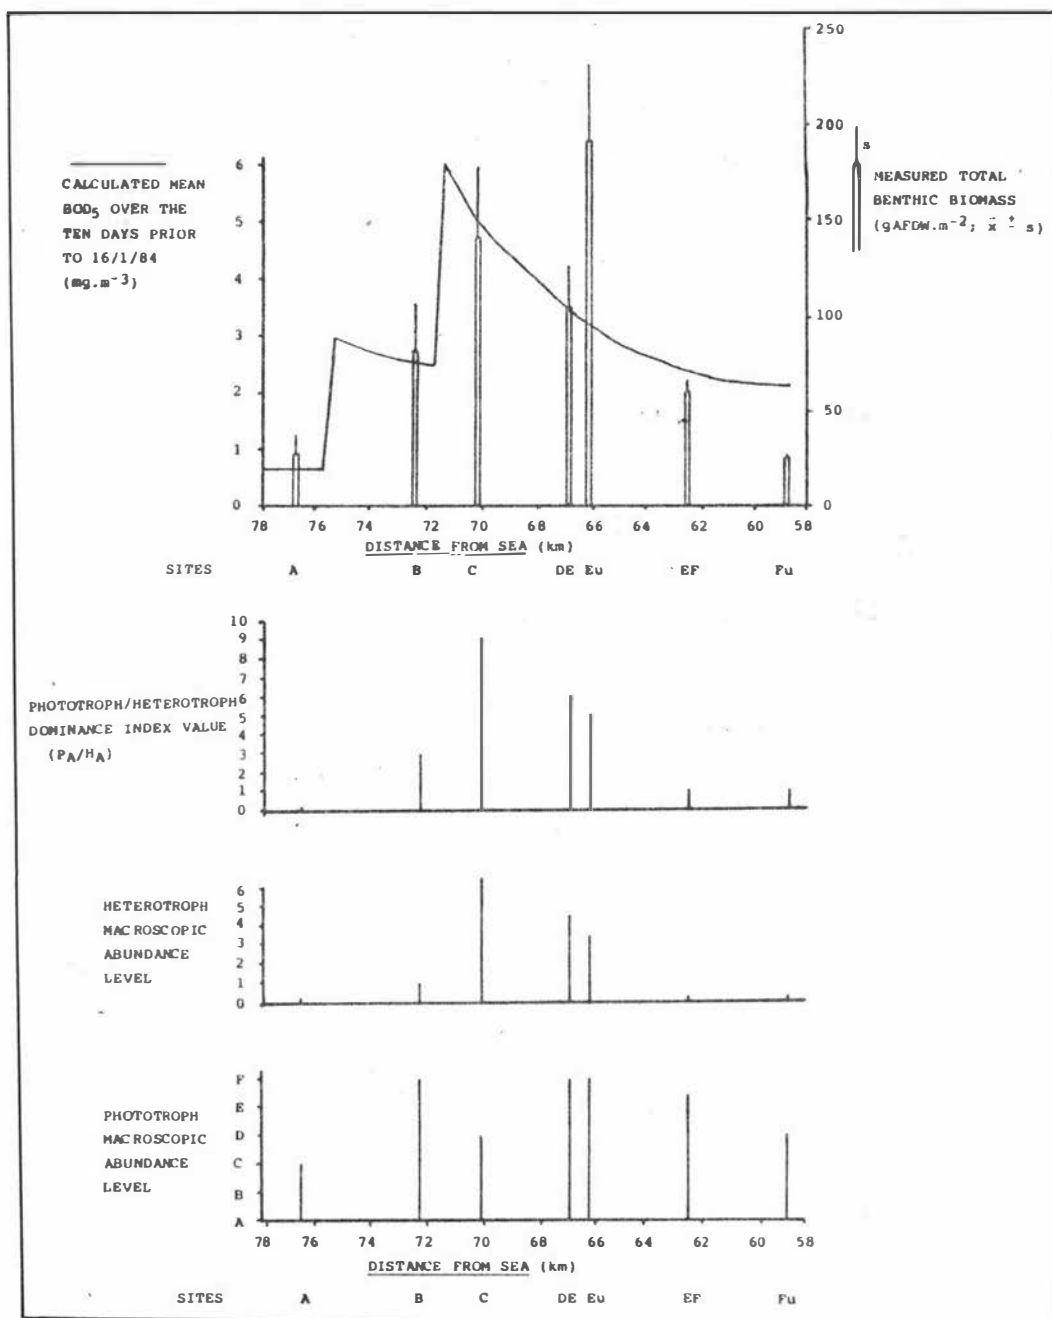 250
200
150
100
50
0
s
MEASURED TOTAL
BENTHIC BIOMASS
(gAFDW.m⁻²; x̄ ± s)
CALCULATED MEAN
BOD₅ OVER THE
TEN DAYS PRIOR
TO 16/1/84
(mg.m⁻³)
6
5
4
3
2
1
0
78 76 74 72 70 68 66 64 62 60 58
DISTANCE FROM SEA (km)
SITES A B C DE Eu EF Fu
PHOTOTROPH/HETEROTROPH
DOMINANCE INDEX VALUE
(PA/HA)
10
9
8
7
6
5
4
3
2
1
0
HETEROTROPH
MACROSCOPIC
ABUNDANCE
LEVEL
6
5
4
3
2
1
0
PHOTOTROPH
MACROSCOPIC
ABUNDANCE
LEVEL
F
E
D
C
B
A
78 76 74 72 70 68 66 64 62 60 58
DISTANCE FROM SEA (km)
SITES A B C DE Eu EF Fu